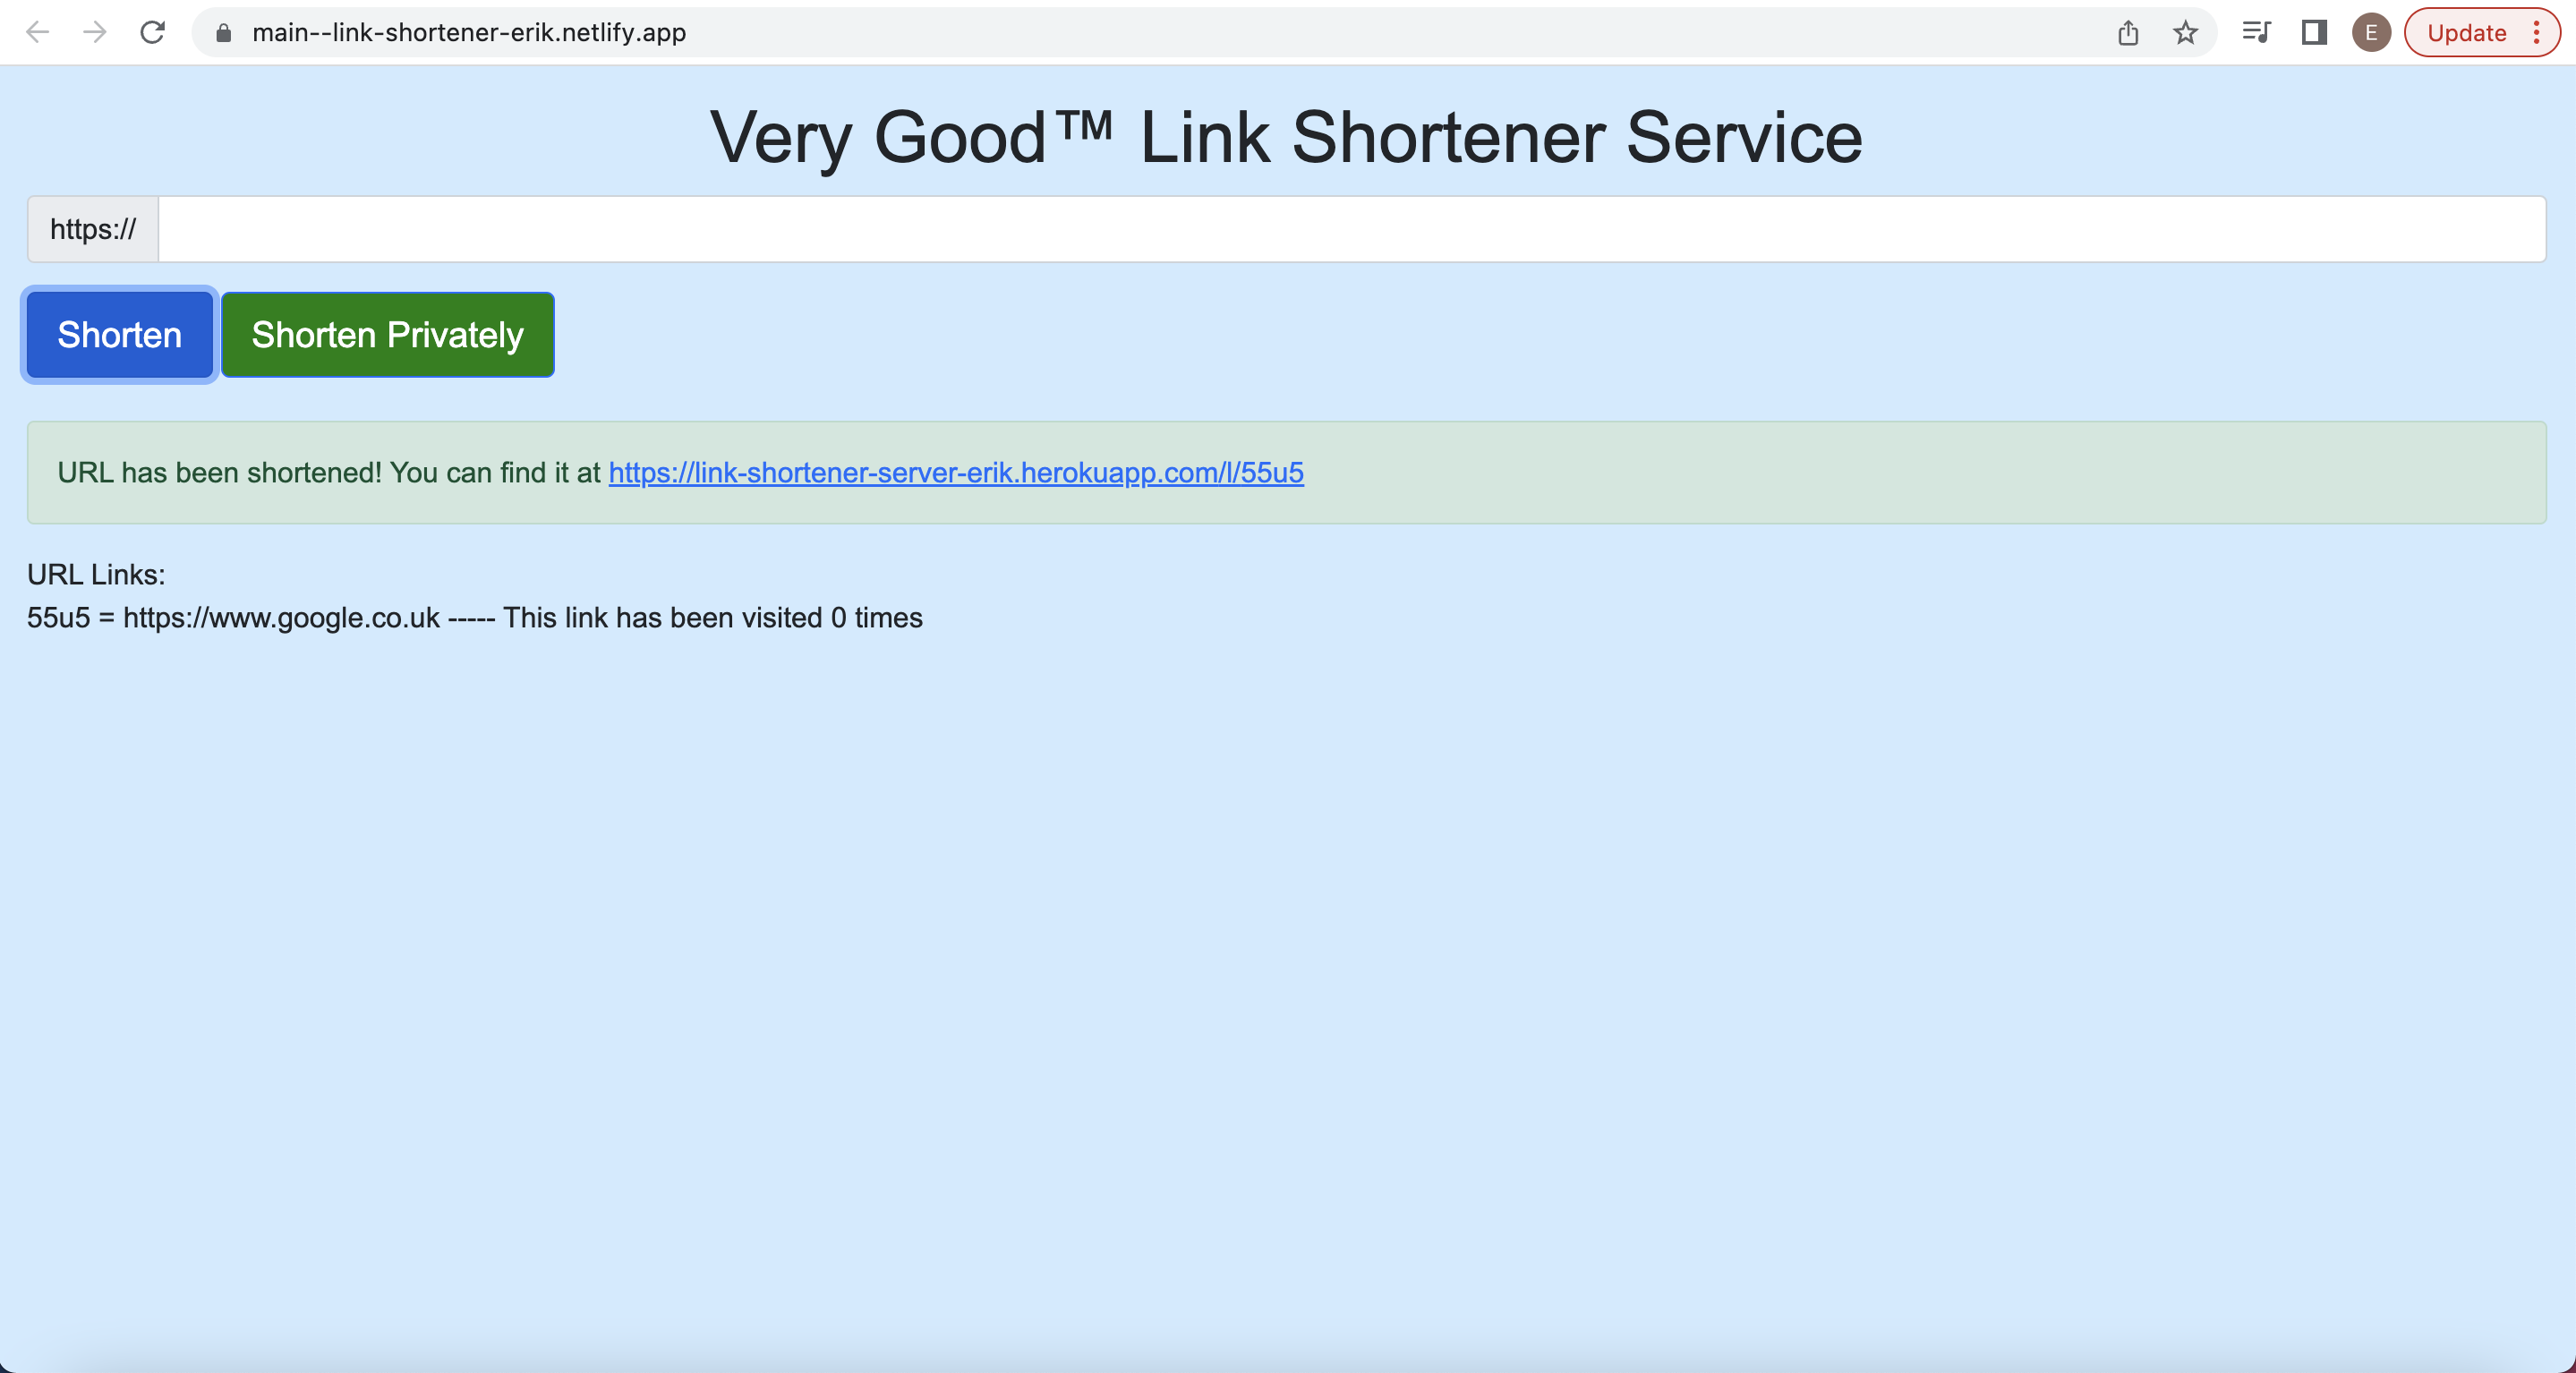 main--link-shortener-erik.netlify.app
E
Update
Very Good™ Link Shortener Service
https://
Shorten
Shorten Privately
URL has been shortened! You can find it at https://link-shortener-server-erik.herokuapp.com/l/55u5
URL Links:
55u5 = https://www.google.co.uk ----- This link has been visited 0 times